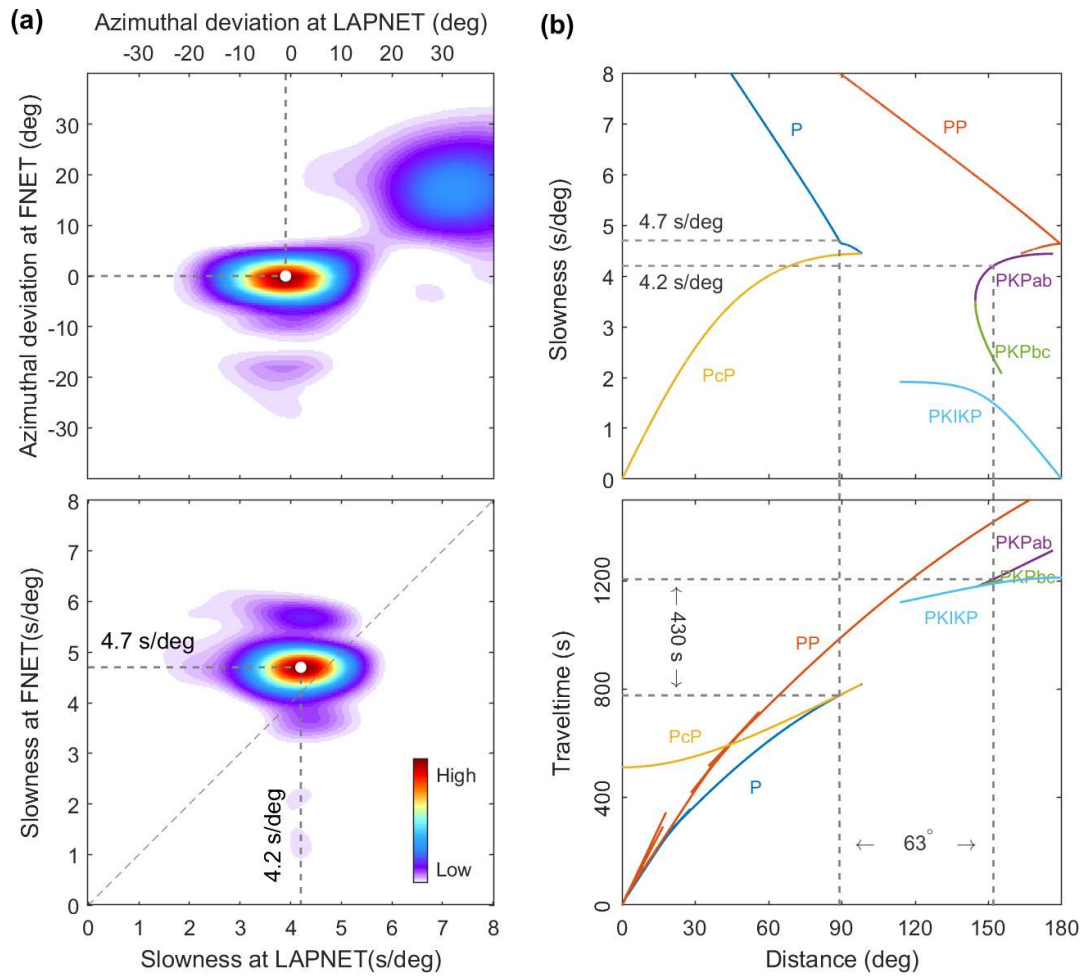 (a)
Azimuthal deviation at LAPNET (deg)
-30 -20 -10 0 10 20 30
Azimuthal deviation at FNET (deg)
30
20
10
0
-10
-20
-30
8
7
6
5
4
3
2
1
0
Slowness at FNET(s/deg)
4.7 s/deg
4.2 s/deg
High
Low
0 1 2 3 4 5 6 7 8
Slowness at LAPNET(s/deg)
(b)
8
7
6
5
4
3
2
1
0
Slowness (s/deg)
P
PP
4.7 s/deg
4.2 s/deg
PKPab
PKPbc
PcP
PKIKP
1200
800
400
0
Traveltime (s)
PKPab
PKPbc
PKIKP
← 430 s →
PP
PcP
P
← 63° →
0 30 60 90 120 150 180
Distance (deg)